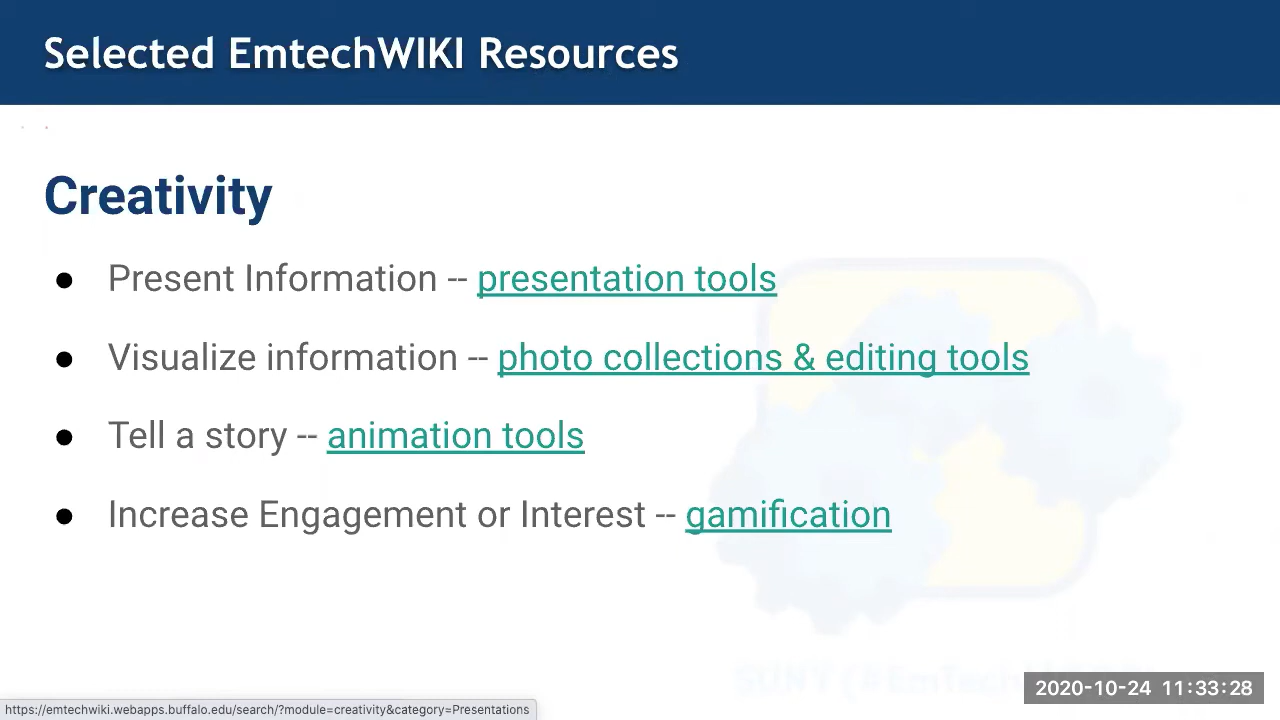 Selected EmtechWIKI Resources
Creativity
● Present Information -- presentation tools
● Visualize information -- photo collections & editing tools
● Tell a story -- animation tools
● Increase Engagement or Interest -- gamification
SUNY (#EmTech
2020-10-24 11:33:28
https://emtechwiki.webapps.buffalo.edu/search/?module=creativity&category=Presentations